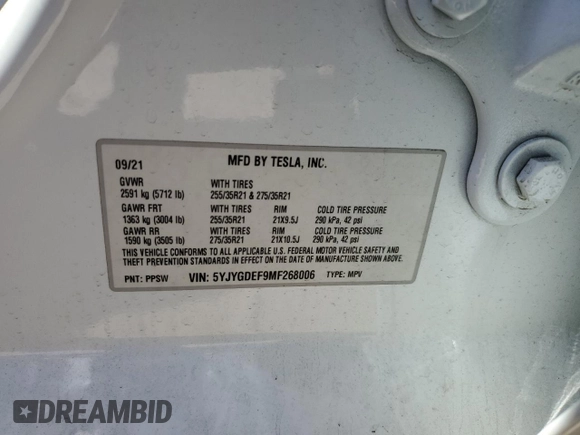 09/21 MFD BY TESLA, INC.
GVWR WITH TIRES
2591 kg (5712 lb) 255/35R21 & 275/35R21
GAWR FRT WITH TIRES RIM COLD TIRE PRESSURE
1363 kg (3004 lb) 255/35R21 21X9.5J 290 kPa, 42 psi
GAWR RR WITH TIRES RIM COLD TIRE PRESSURE
1590 kg (3505 lb) 275/35R21 21X10.5J 290 kPa, 42 psi
THIS VEHICLE CONFORMS TO ALL APPLICABLE U.S. FEDERAL MOTOR VEHICLE SAFETY AND
THEFT PREVENTION STANDARDS IN EFFECT ON THE DATE OF MANUFACTURE SHOWN ABOVE.
PNT: PPSW VIN: 5YJYGDEF9MF268006 TYPE: MPV
DREAMBID